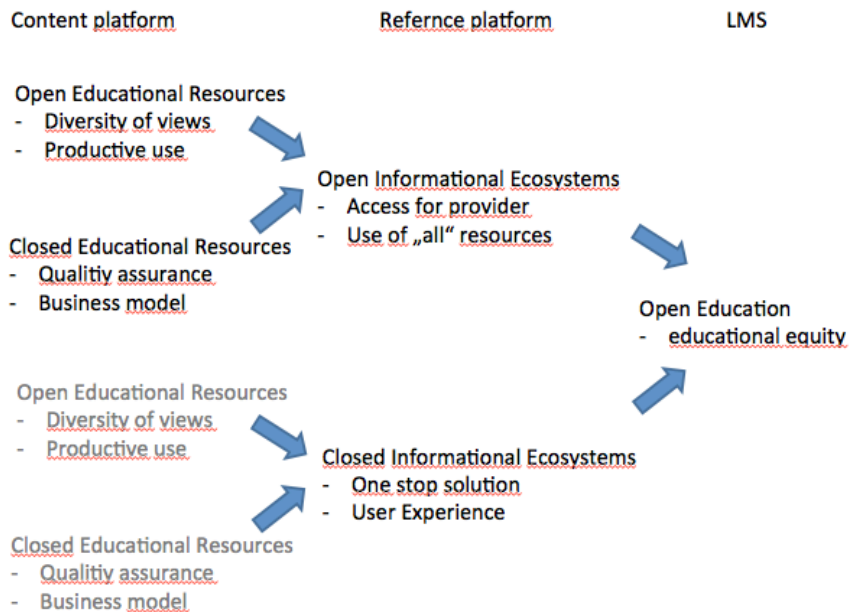 Content platform
Refernce platform
LMS
Open Educational Resources
- Diversity of views
- Productive use
Closed Educational Resources
- Qualitiy assurance
- Business model
Open Informational Ecosystems
- Access for provider
- Use of „all“ resources
Open Educational Resources
- Diversity of views
- Productive use
Closed Educational Resources
- Qualitiy assurance
- Business model
Closed Informational Ecosystems
- One stop solution
- User Experience
Open Education
- educational equity